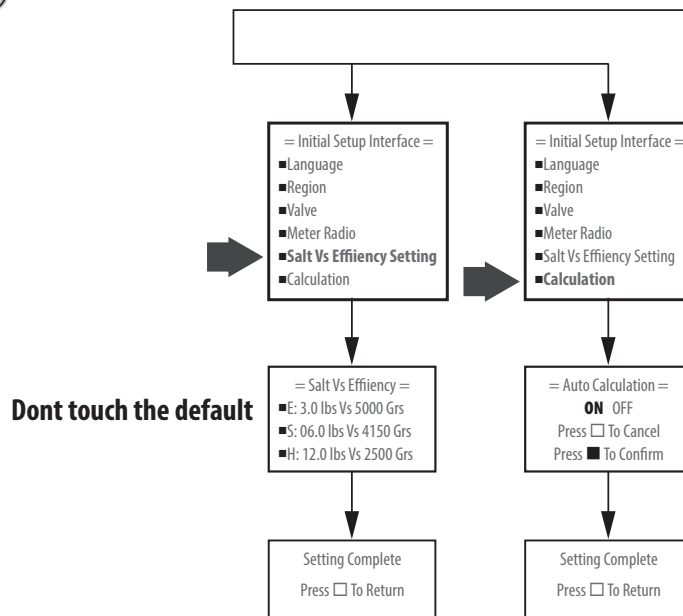 = Initial Setup Interface =
■Language
■Region
■Valve
■Meter Radio
■Salt Vs Effiiency Setting
■Calculation
= Initial Setup Interface =
■Language
■Region
■Valve
■Meter Radio
■Salt Vs Effiiency Setting
■Calculation
Dont touch the default
= Salt Vs Effiiency =
■E: 3.0 lbs Vs 5000 Grs
■S: 06.0 lbs Vs 4150 Grs
■H: 12.0 lbs Vs 2500 Grs
= Auto Calculation =
ON OFF
Press □ To Cancel
Press ■ To Confirm
Setting Complete
Press □ To Return
Setting Complete
Press □ To Return